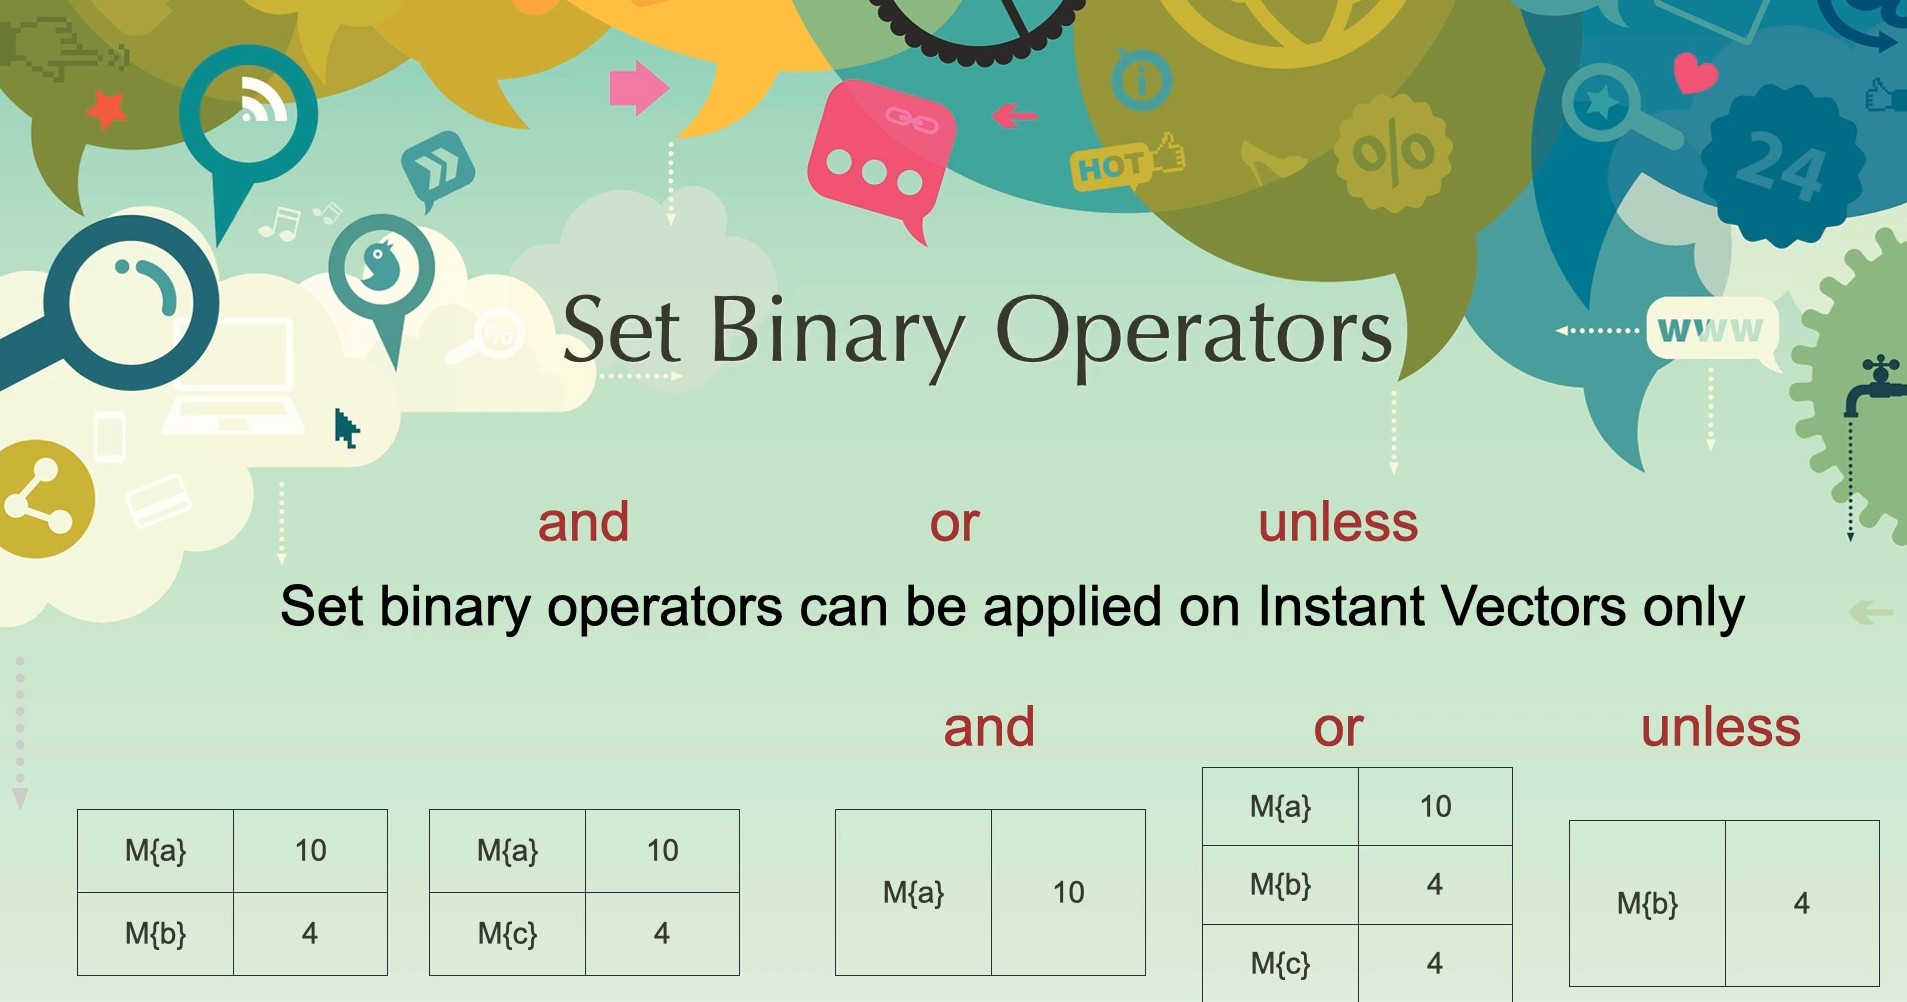 HOT
%
24
%
WWW
Set Binary Operators
and or unless
Set binary operators can be applied on Instant Vectors only
and or unless
M{a} 10
M{b} 4
M{a} 10
M{c} 4
M{a} 10
M{a} 10
M{b} 4
M{c} 4
M{b} 4